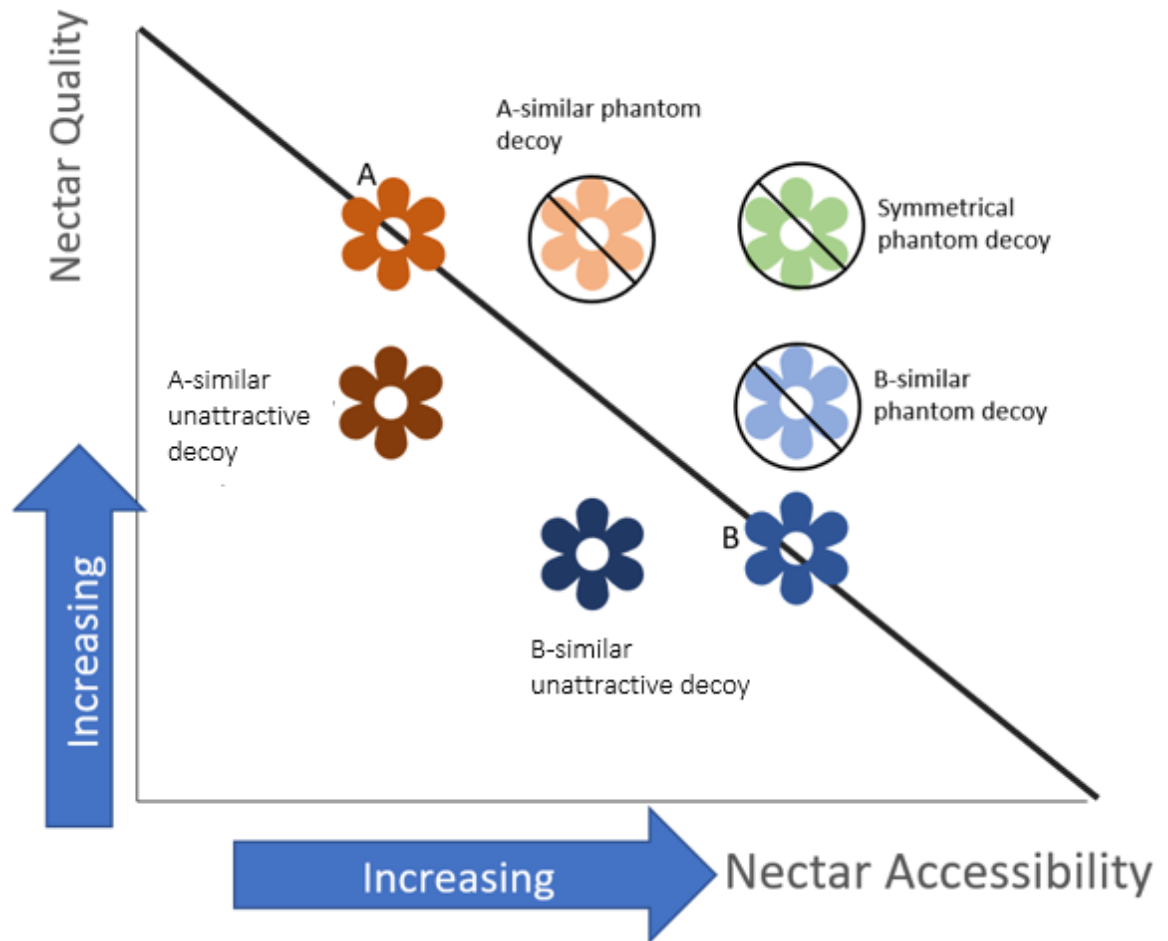 Nectar Quality
Increasing
A
A-similar phantom
decoy
Symmetrical
phantom decoy
A-similar
unattractive
decoy
B-similar
phantom decoy
B
B-similar
unattractive decoy
Increasing
Nectar Accessibility